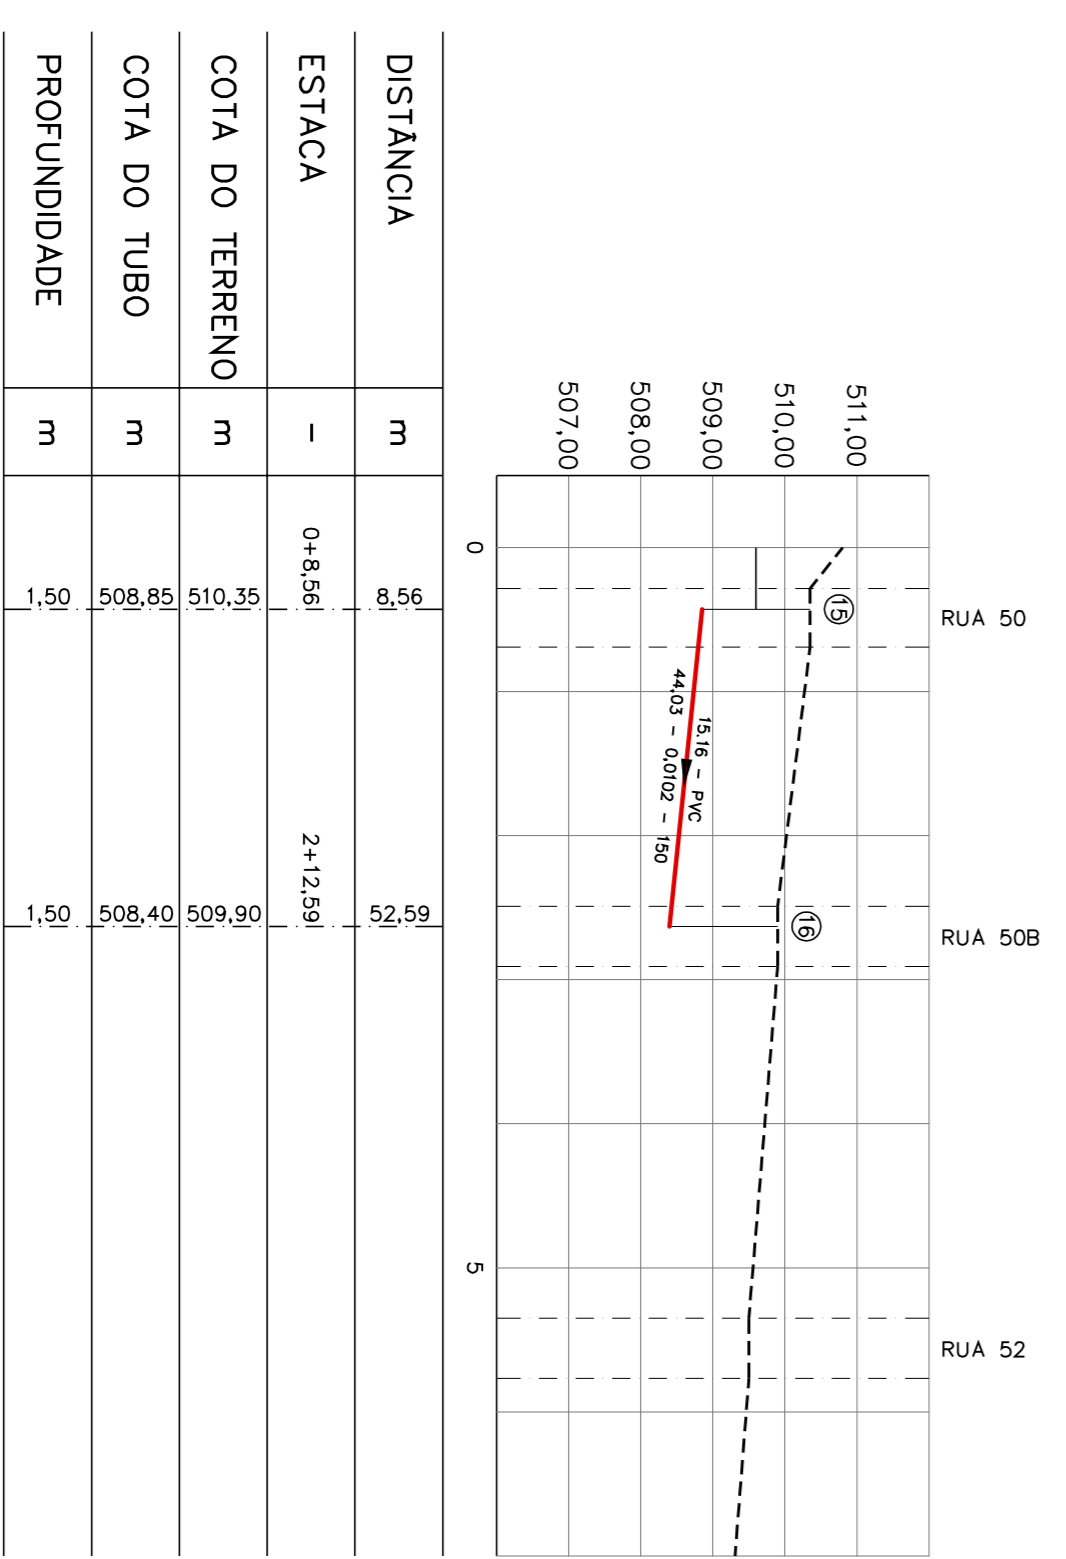 RUA 50
RUA 50B
RUA 52
15
16
511,00
510,00
509,00
508,00
507,00
15.16 - PVC
44,03 - 0,0102 - 150
0
5
DISTÂNCIA m 8,56 52,59
ESTACA - 0+8,56 2+12,59
COTA DO TERRENO m 510,35 509,90
COTA DO TUBO m 508,85 508,40
PROFUNDIDADE m 1,50 1,50